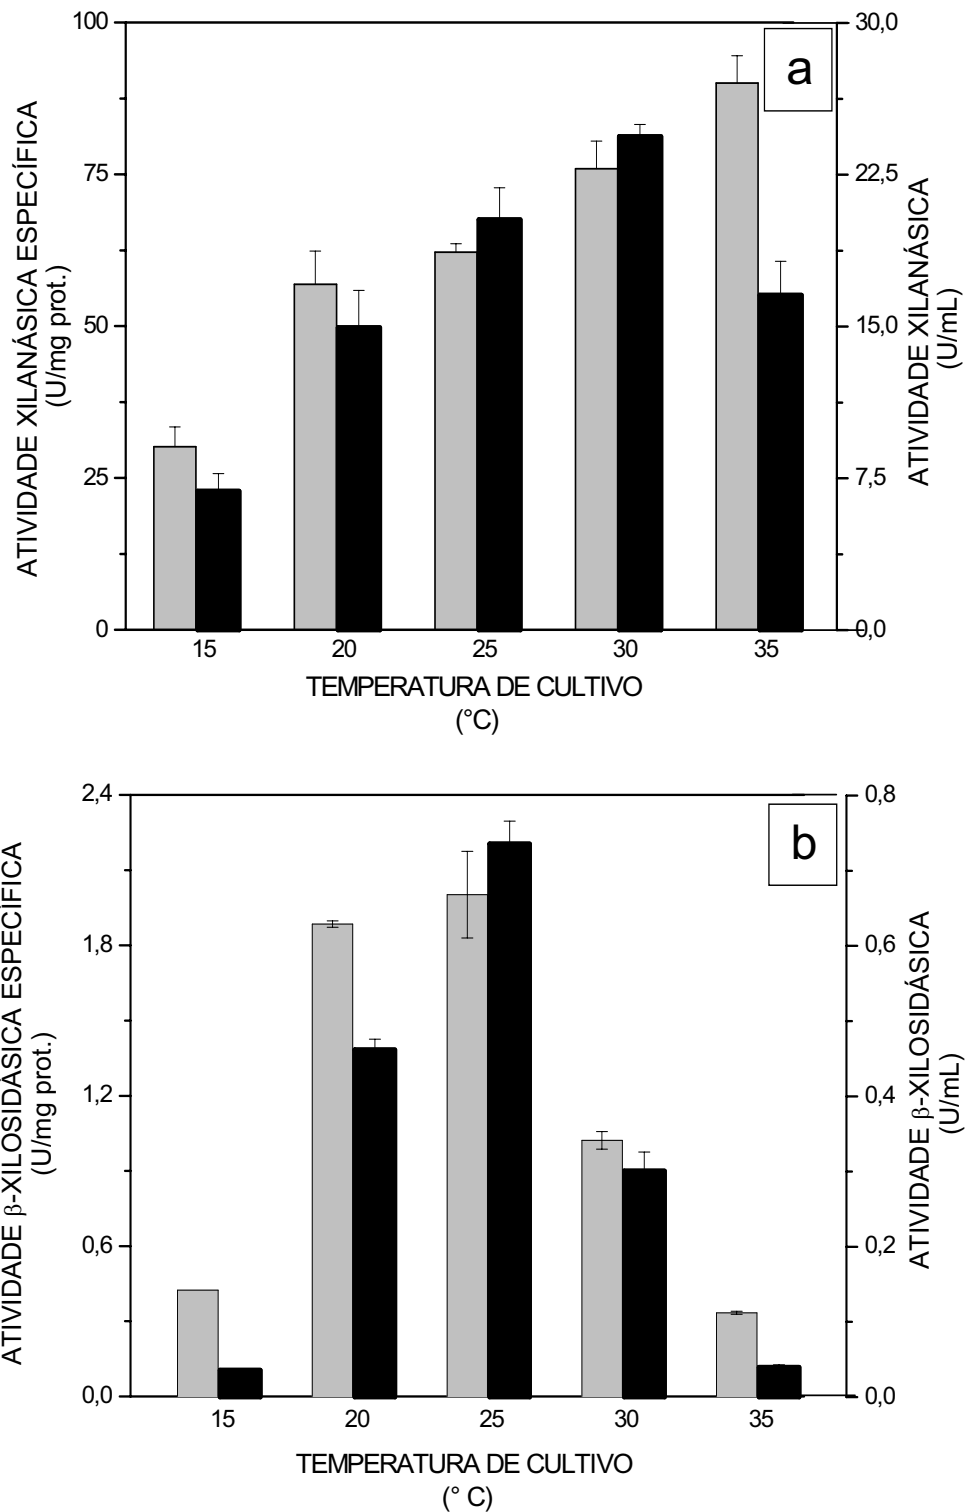 a
100
75
50
25
0
ATIVIDADE XILANÁSICA ESPECÍFICA
(U/mg prot.)
30,0
22,5
15,0
7,5
0,0
ATIVIDADE XILANÁSICA
(U/mL)
15 20 25 30 35
TEMPERATURA DE CULTIVO
(°C)
b
2,4
1,8
1,2
0,6
0,0
ATIVIDADE β-XILOSIDÁSICA ESPECÍFICA
(U/mg prot.)
0,8
0,6
0,4
0,2
0,0
ATIVIDADE β-XILOSIDÁSICA
(U/mL)
15 20 25 30 35
TEMPERATURA DE CULTIVO
(° C)